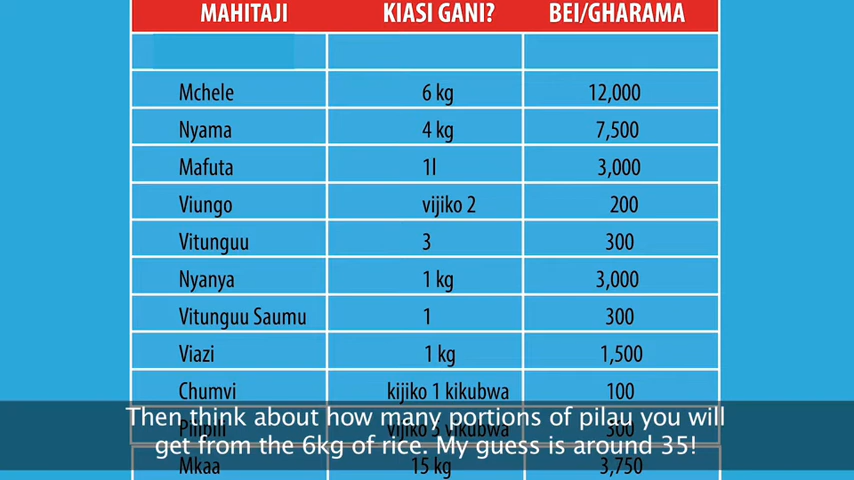 MAHITAJI KIASI GANI? BEI/GHARAMA
Mchele 6 kg 12,000
Nyama 4 kg 7,500
Mafuta 1l 3,000
Viungo vijiko 2 200
Vitunguu 3 300
Nyanya 1 kg 3,000
Vitunguu Saumu 1 300
Viazi 1 kg 1,500
Chumvi kijiko 1 kikubwa 100
Pilipili vikubwa 300
Then think about how many portions of pilau you will
get from the 6kg of rice. My guess is around 35!
Mkaa 15 kg 3,750